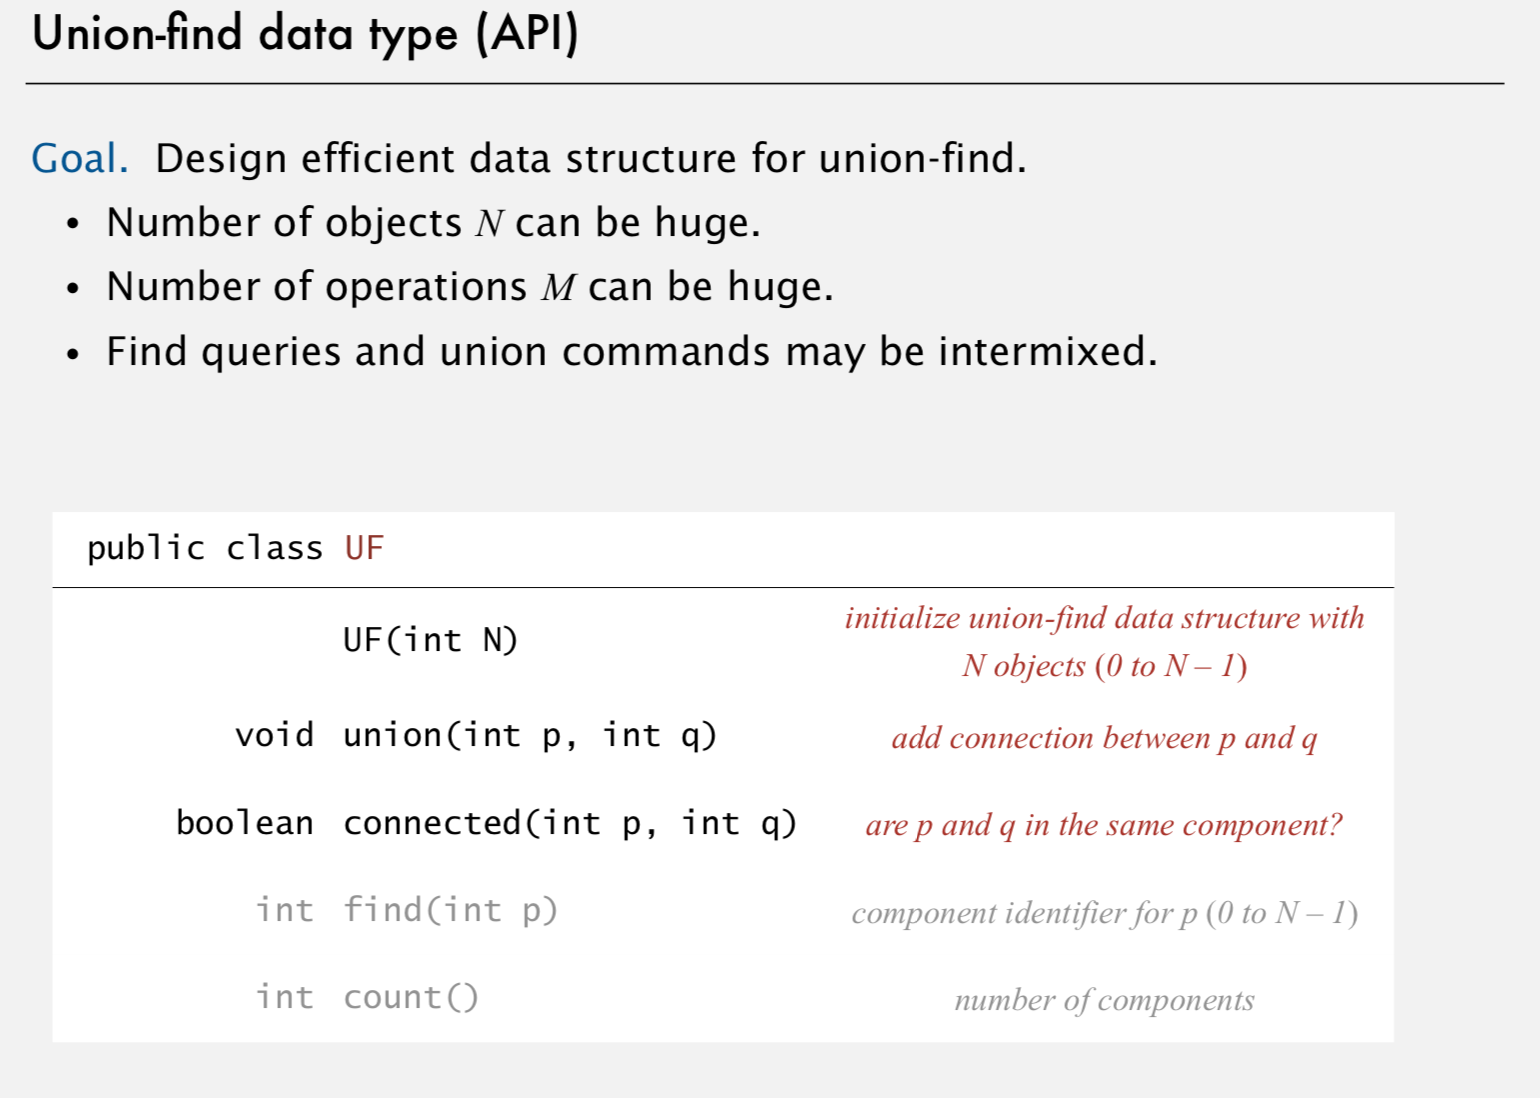 Union-find data type (API)
Goal. Design efficient data structure for union-find.
• Number of objects N can be huge.
• Number of operations M can be huge.
• Find queries and union commands may be intermixed.
public class UF
UF(int N) initialize union-find data structure with
N objects (0 to N – 1)
void union(int p, int q) add connection between p and q
boolean connected(int p, int q) are p and q in the same component?
int find(int p) component identifier for p (0 to N – 1)
int count() number of components